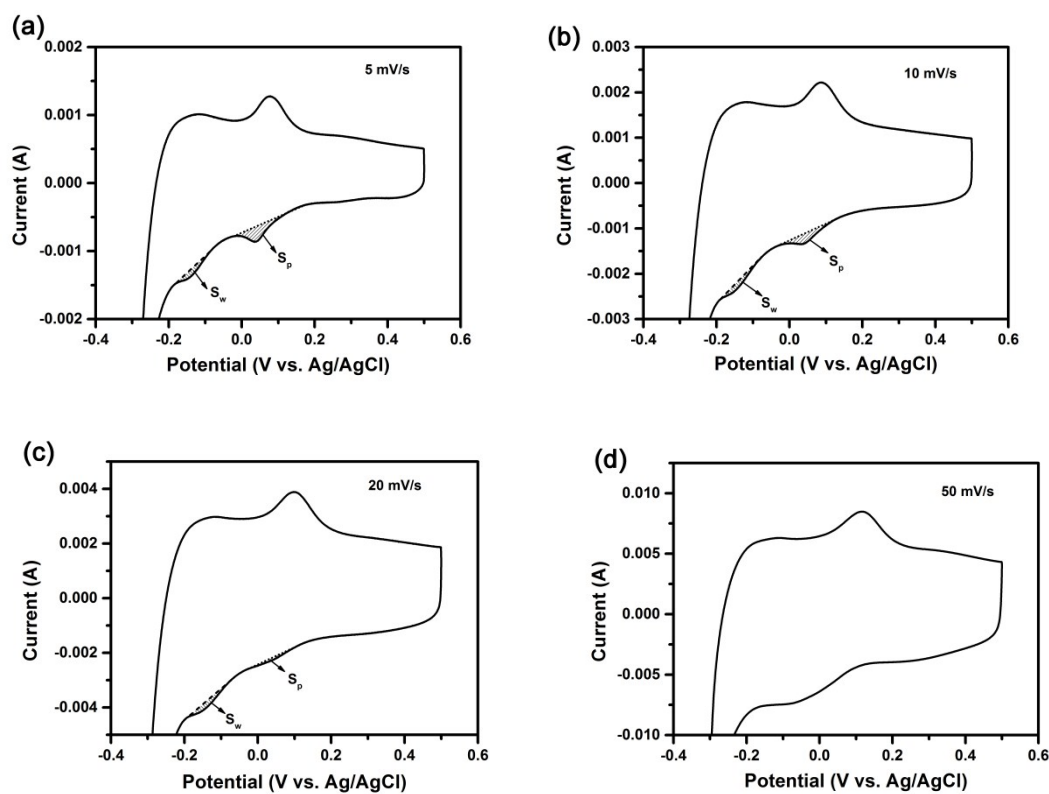 (a)
5 mV/s
0.002
0.001
0.000
-0.001
-0.002
Current (A)
Sp
Sw
-0.4 -0.2 0.0 0.2 0.4 0.6
Potential (V vs. Ag/AgCl)
(b)
10 mV/s
0.003
0.002
0.001
0.000
-0.001
-0.002
-0.003
Current (A)
Sp
Sw
-0.4 -0.2 0.0 0.2 0.4 0.6
Potential (V vs. Ag/AgCl)
(c)
20 mV/s
0.004
0.002
0.000
-0.002
-0.004
Current (A)
Sp
Sw
-0.4 -0.2 0.0 0.2 0.4 0.6
Potential (V vs. Ag/AgCl)
(d)
50 mV/s
0.010
0.005
0.000
-0.005
-0.010
Current (A)
-0.4 -0.2 0.0 0.2 0.4 0.6
Potential (V vs. Ag/AgCl)